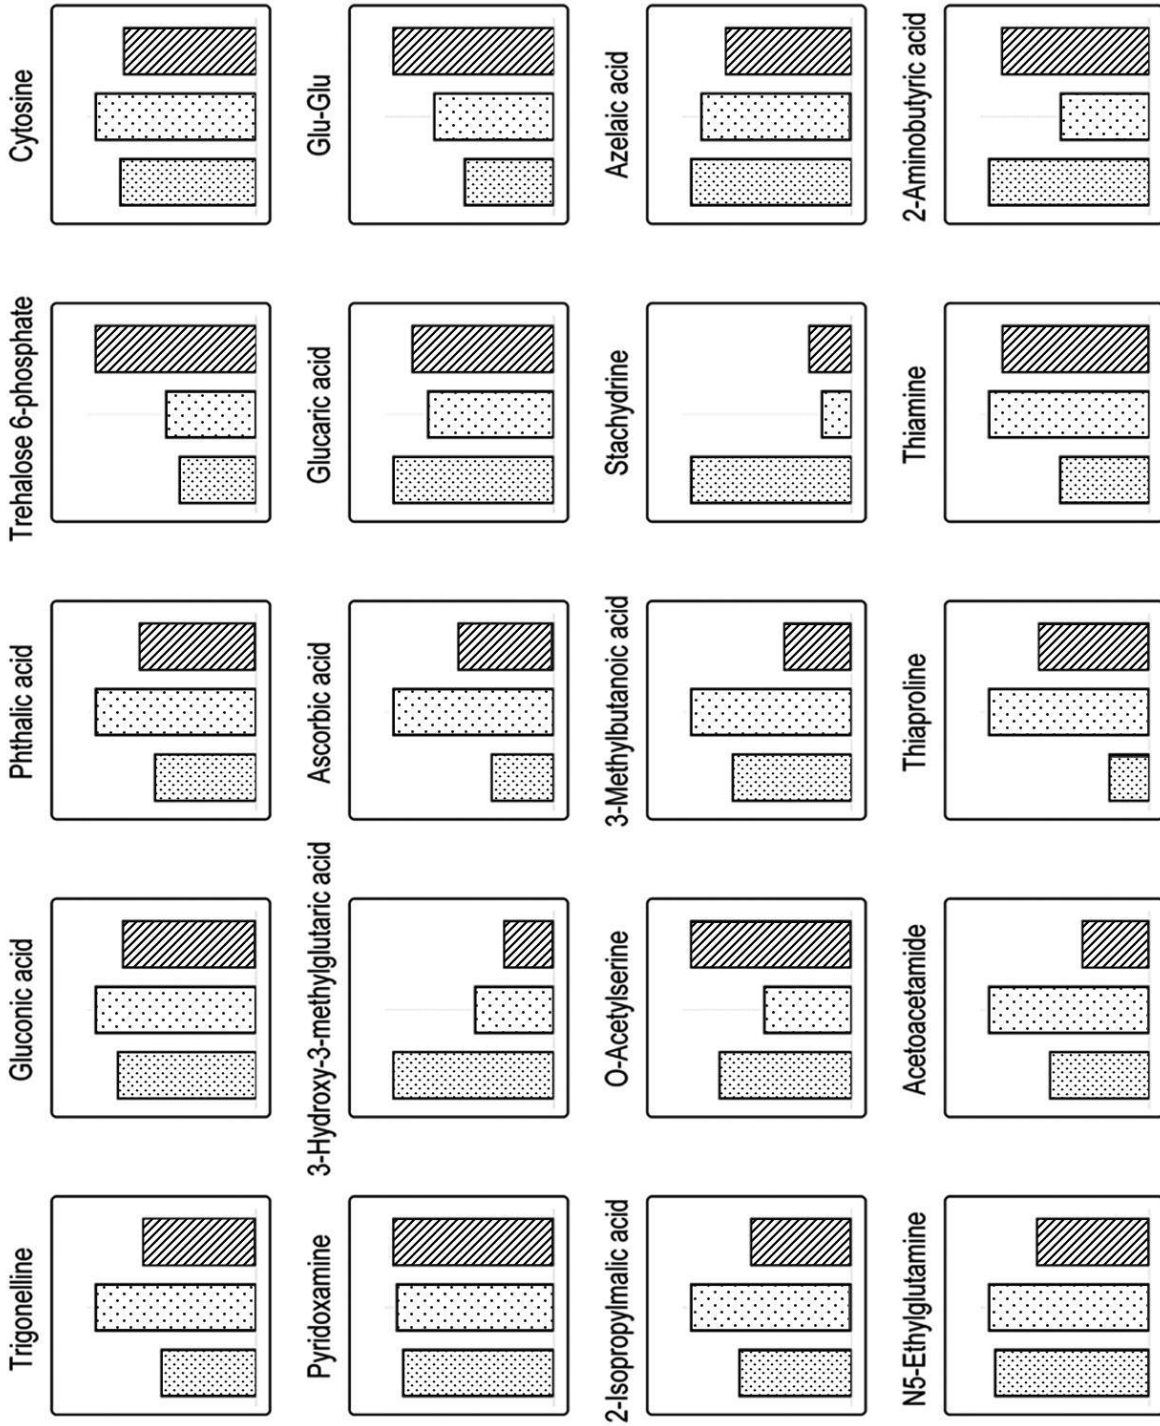 Trigonelline
Gluconic acid
Phthalic acid
Trehalose 6-phosphate
Cytosine
Pyridoxamine
3-Hydroxy-3-methylglutaric acid
Ascorbic acid
Glucaric acid
Glu-Glu
2-Isopropylmalic acid
O-Acetylserine
3-Methylbutanoic acid
Stachydrine
Azelaic acid
N5-Ethylglutamine
Acetoacetamide
Thiaproline
Thiamine
2-Aminobutyric acid